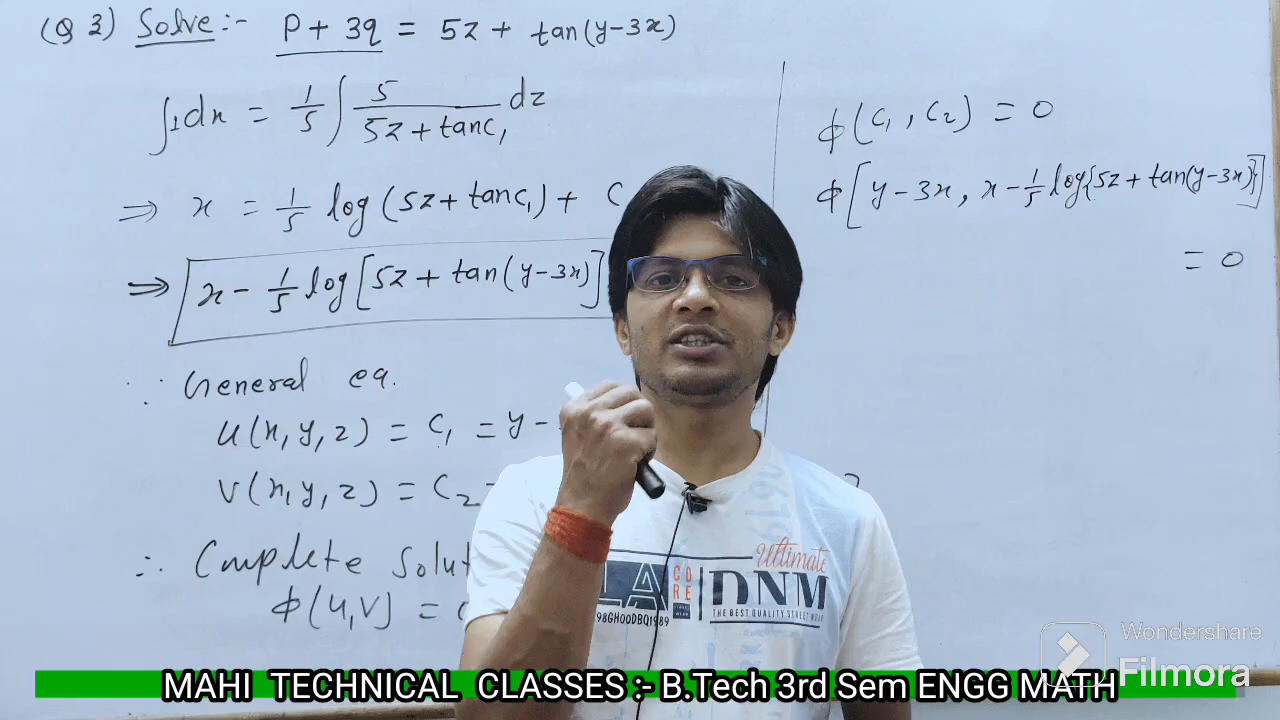 (Q 3) Solve:- P + 3q = 5z + tan(y-3x)
∫1dx = 1/5 ∫ 5/(5z + tanc₁) dz
⇒ x = 1/5 log(5z+tanc₁) + C
⇒ x - 1/5 log[5z + tan(y-3x)]
∵ General eq.
u(x,y,z) = C₁ = y -
v(x,y,z) = C₂ =
∴ Complete Solut
ϕ(u,v) =
ϕ(C₁, C₂) = 0
ϕ[y-3x, x-1/5 log{5z+tan(y-3x)}]
= 0
Ultimate
LA
CORE
DNM
THE BEST QUALITY STREET WEAR
98GH00DBQ1989
Wondershare
Filmora
MAHI TECHNICAL CLASSES :- B.Tech 3rd Sem ENGG MATH